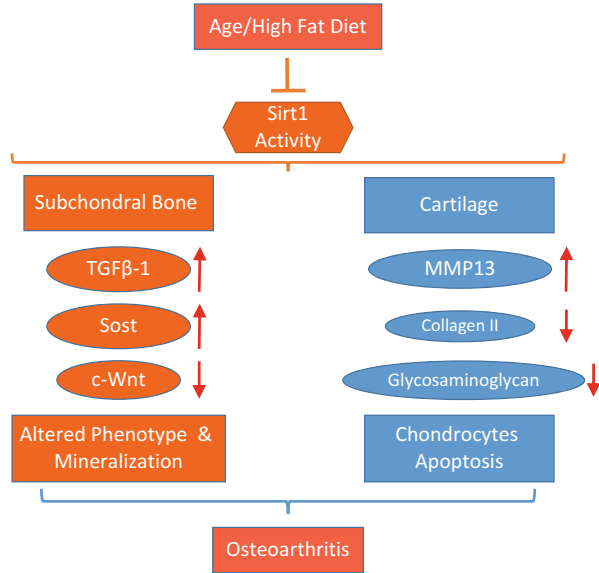 Age/High Fat Diet
Sirt1
Activity
Subchondral Bone
TGFβ-1
Sost
c-Wnt
Altered Phenotype &
Mineralization
Cartilage
MMP13
Collagen II
Glycosaminoglycan
Chondrocytes
Apoptosis
Osteoarthritis